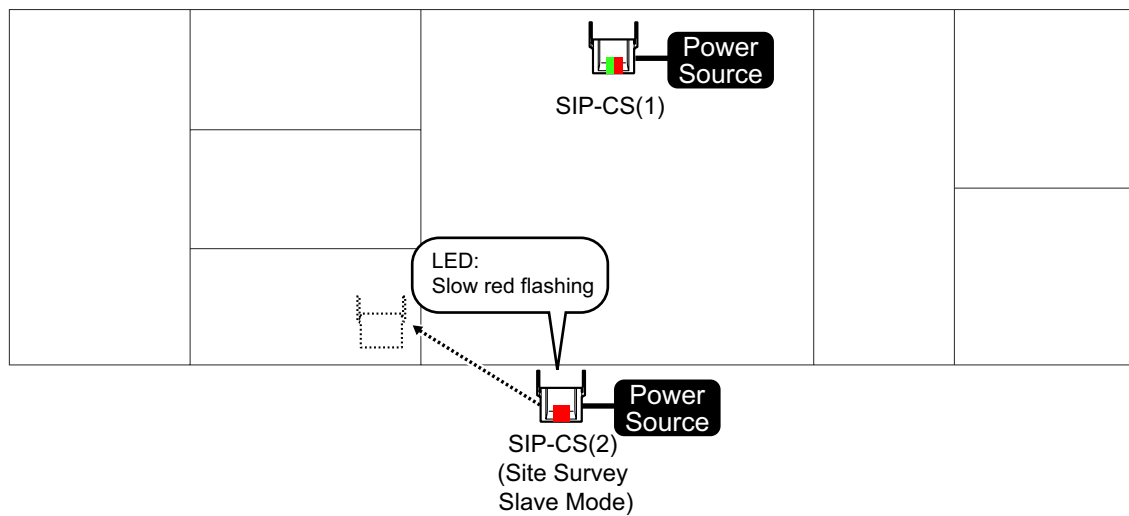 Power
Source
SIP-CS(1)
LED:
Slow red flashing
Power
Source
SIP-CS(2)
(Site Survey
Slave Mode)